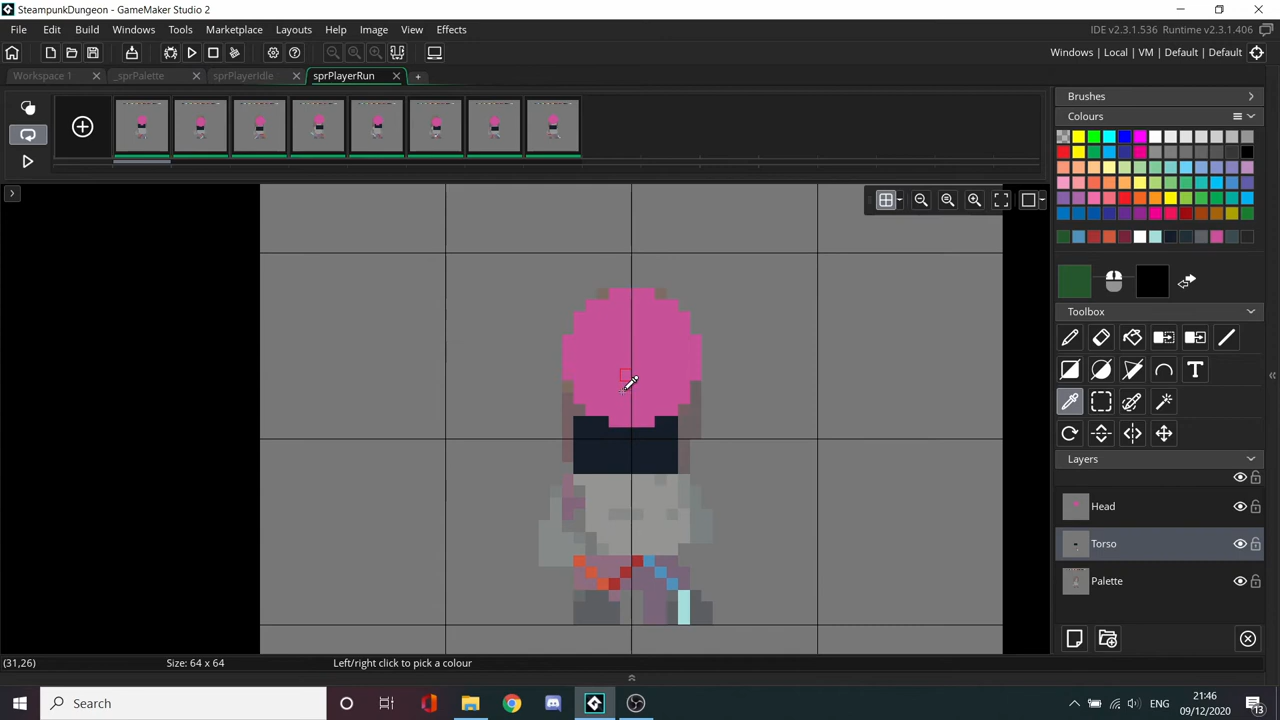 SteampunkDungeon - GameMaker Studio 2
File Edit Build Windows Tools Marketplace Layouts Help Image View Effects
IDE v2.3.1.536 Runtime v2.3.1.406
Windows | Local | VM | Default | Default
Workspace 1 _sprPalette sprPlayerIdle sprPlayerRun
Brushes
Colours
Toolbox
Layers
Head
Torso
Palette
(31,26) Size: 64 x 64 Left/right click to pick a colour
Search
ENG
21:46
09/12/2020
13